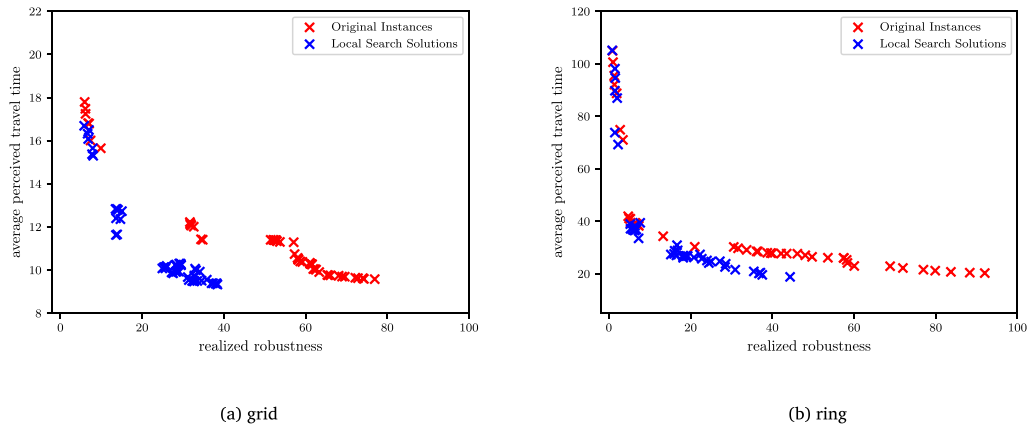 22
20
18
16
14
12
10
8
0
20
40
60
80
100
average perceived travel time
realized robustness
Original Instances
Local Search Solutions
(a) grid
120
100
80
60
40
20
0
20
40
60
80
100
average perceived travel time
realized robustness
Original Instances
Local Search Solutions
(b) ring